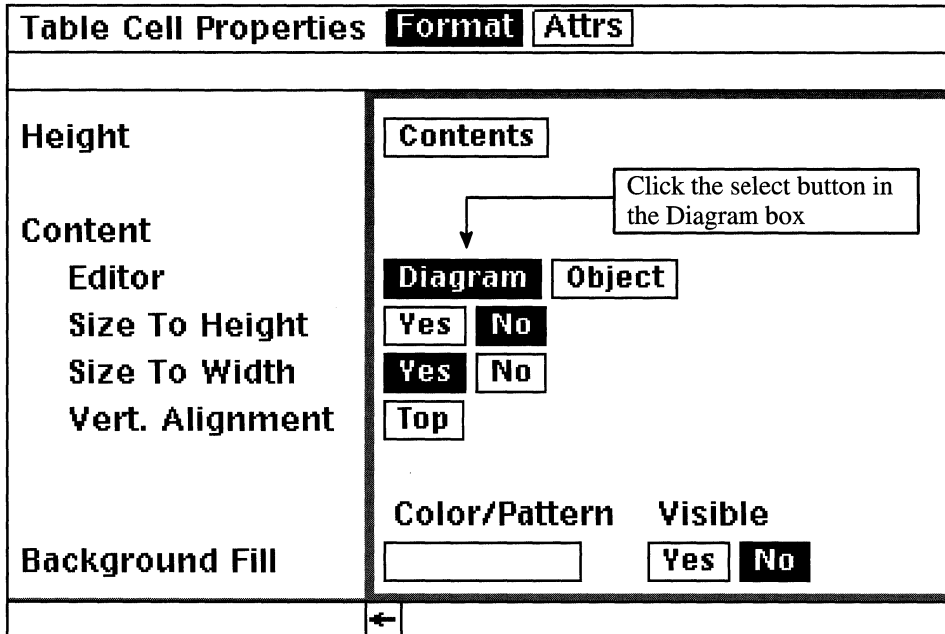 Table Cell Properties Format Attrs
Height Contents
Click the select button in
the Diagram box
Content
Editor Diagram Object
Size To Height Yes No
Size To Width Yes No
Vert. Alignment Top
Color/Pattern Visible
Background Fill Yes No